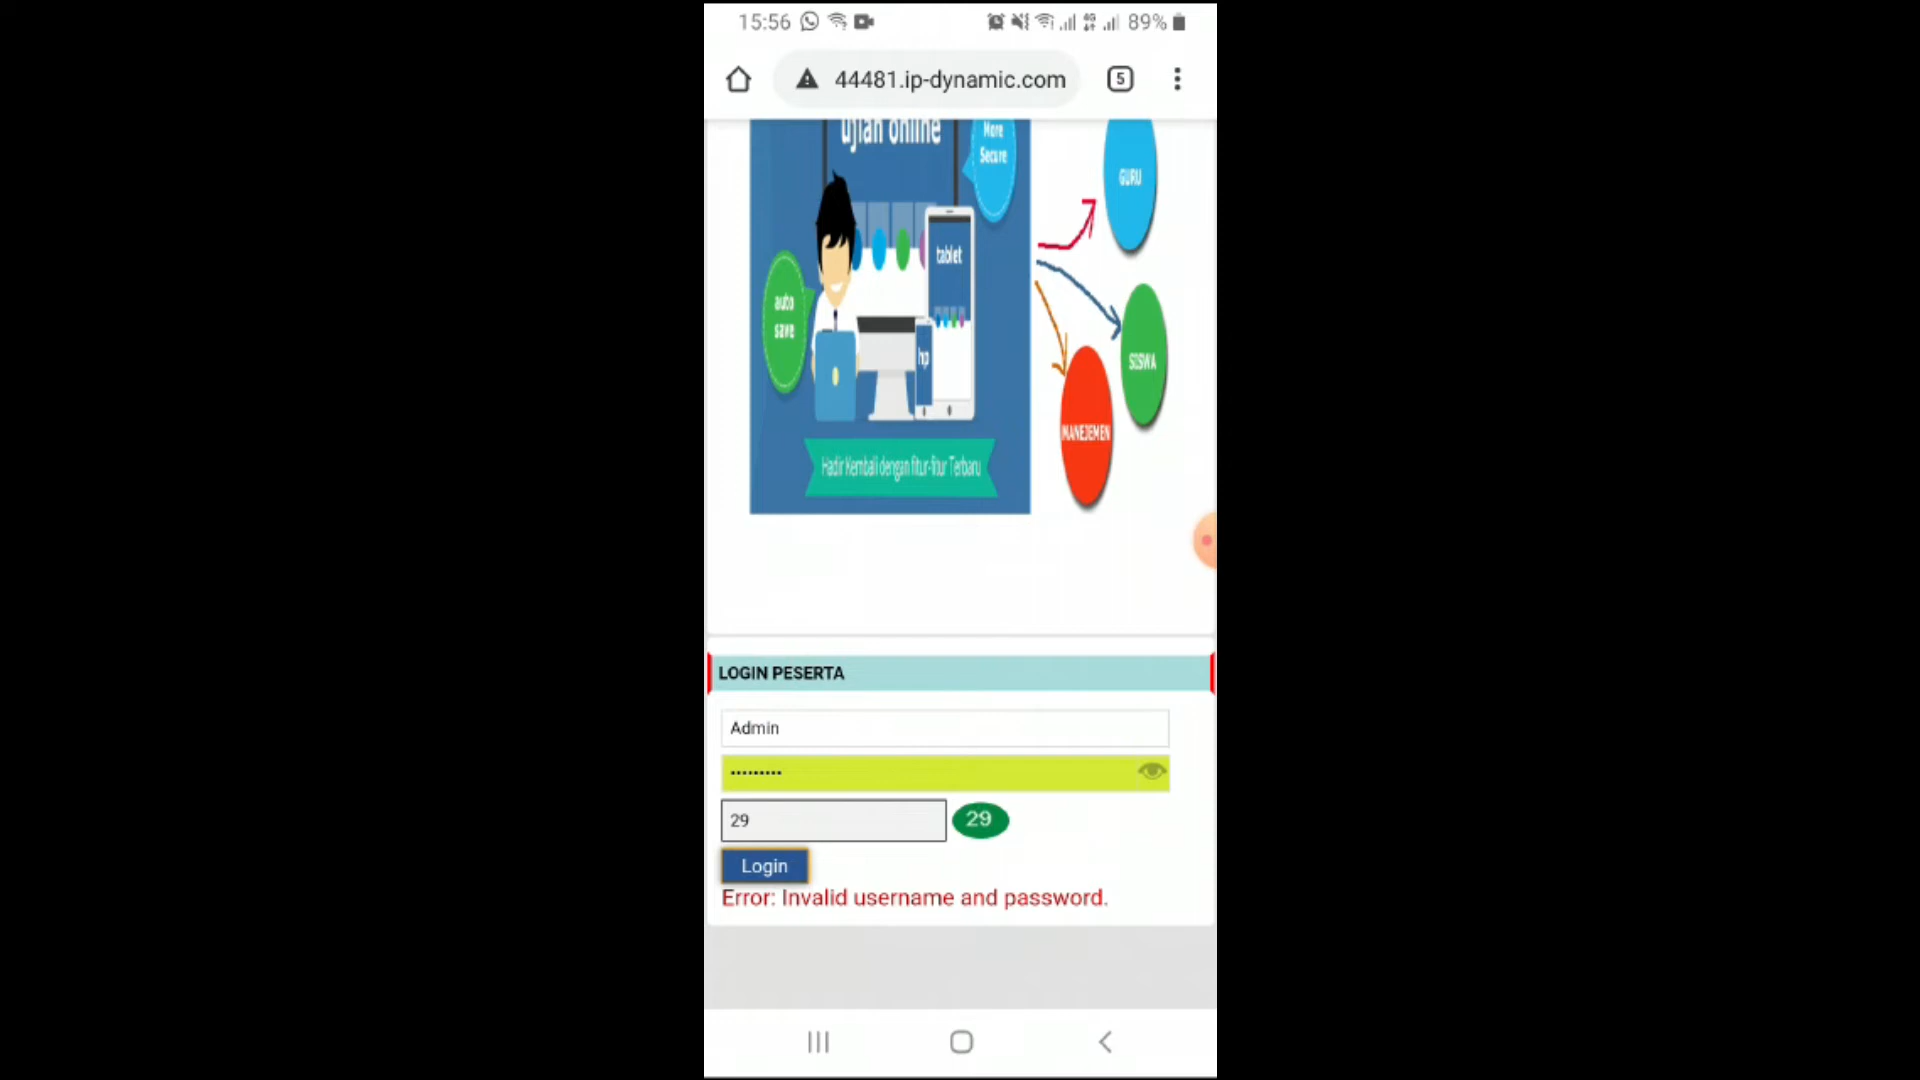 15:56
89%
44481.ip-dynamic.com
5
ujian online
More
Secure
GURU
tablet
auto
save
hp
SISWA
MANEJEMEN
Hadir Kembali dengan fitur-fitur Terbaru
LOGIN PESERTA
Admin
•••••••••
29
29
Login
Error: Invalid username and password.